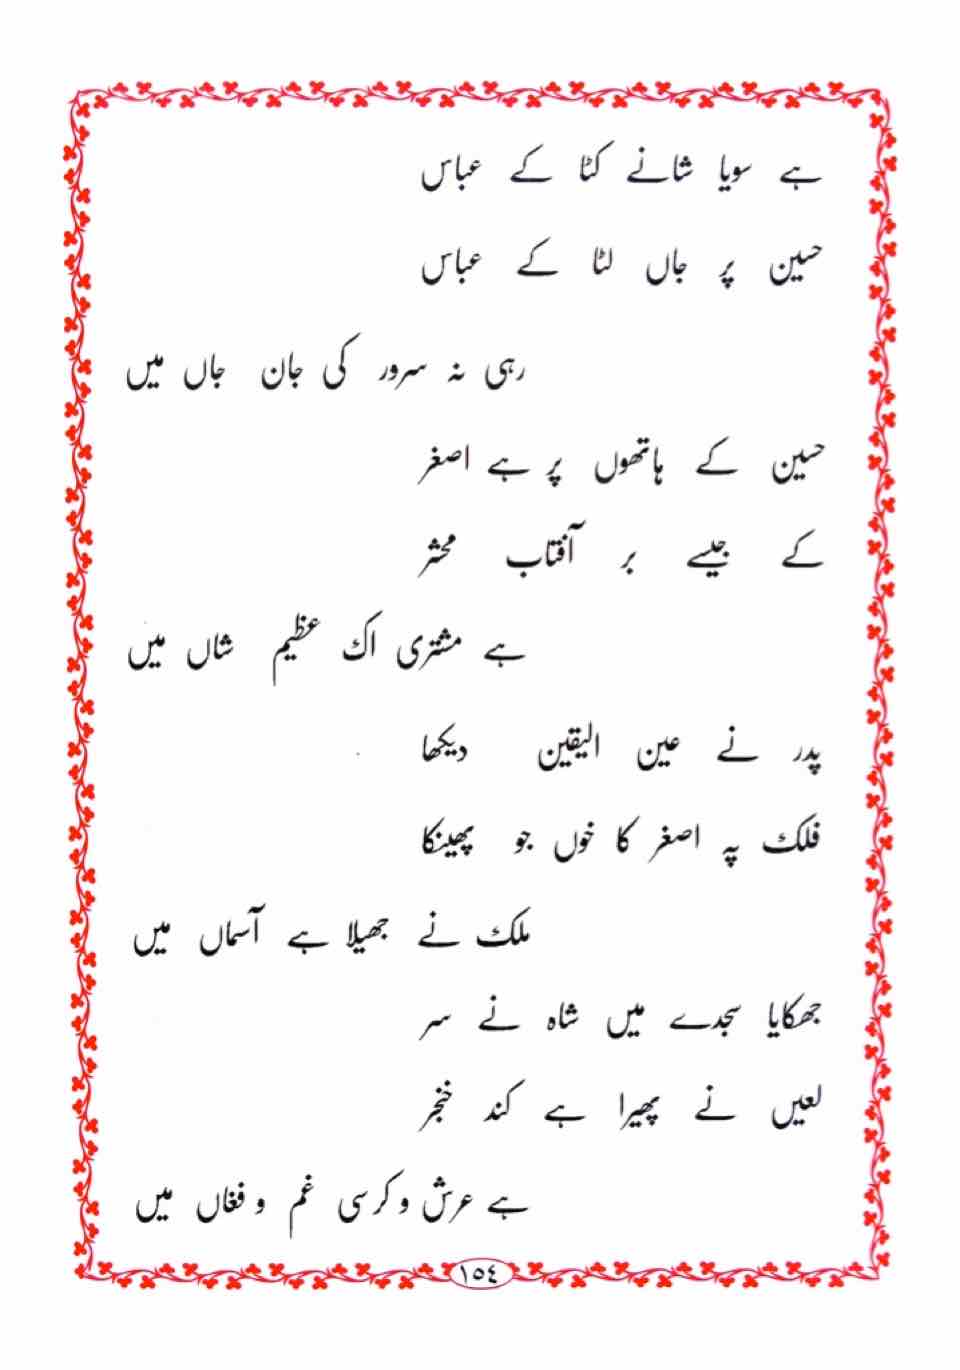 ہے سویا شانے کٹا کے عباس
حسین پر جاں لٹا کے عباس
رہی نہ سرور کی جان جاں میں
حسین کے ہاتھوں پر ہے اصغر
کے جیسے بر آفتاب محشر
ہے مشتری اک عظیم شاں میں
پدر نے عین الیقین دیکھا
فلک پہ اصغر کا خوں جو پھینکا
ملک نے جھیلا ہے آسماں میں
جھکایا سجدے میں شاہ نے سر
لعیں نے پھیرا ہے کند خنجر
ہے عرش و کرسی غم و فغاں میں
١٥٤